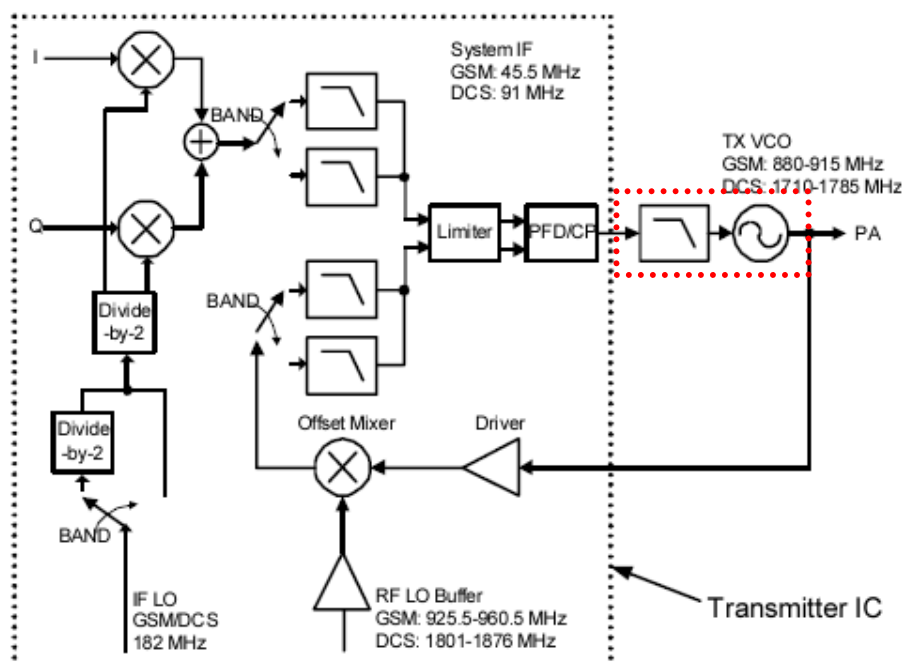 I
System IF
GSM: 45.5 MHz
DCS: 91 MHz
BAND
TX VCO
GSM: 880-915 MHz
DCS: 1710-1785 MHz
Q
Limiter
PFD/CP
PA
BAND
Divide
-by-2
Offset Mixer
Driver
Divide
-by-2
BAND
IF LO
GSM/DCS
182 MHz
RF LO Buffer
GSM: 925.5-960.5 MHz
DCS: 1801-1876 MHz
Transmitter IC